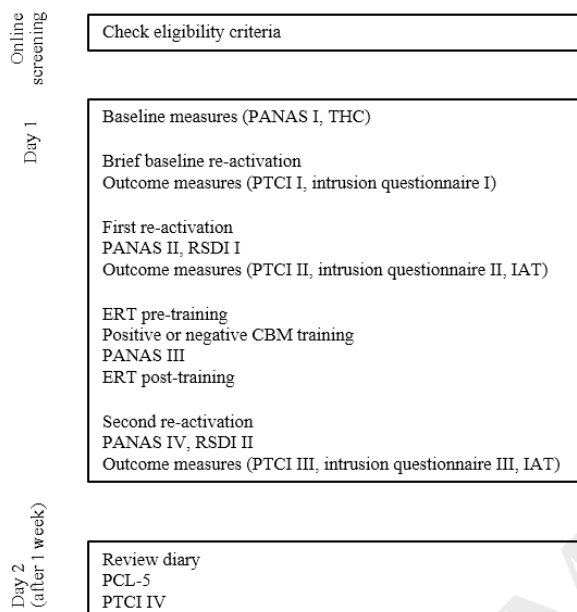 Online
screening
Check eligibility criteria
Day 1
Baseline measures (PANAS I, THC)
Brief baseline re-activation
Outcome measures (PTCI I, intrusion questionnaire I)
First re-activation
PANAS II, RSDI I
Outcome measures (PTCI II, intrusion questionnaire II, IAT)
ERT pre-training
Positive or negative CBM training
PANAS III
ERT post-training
Second re-activation
PANAS IV, RSDI II
Outcome measures (PTCI III, intrusion questionnaire III, IAT)
Day 2
(after 1 week)
Review diary
PCL-5
PTCI IV